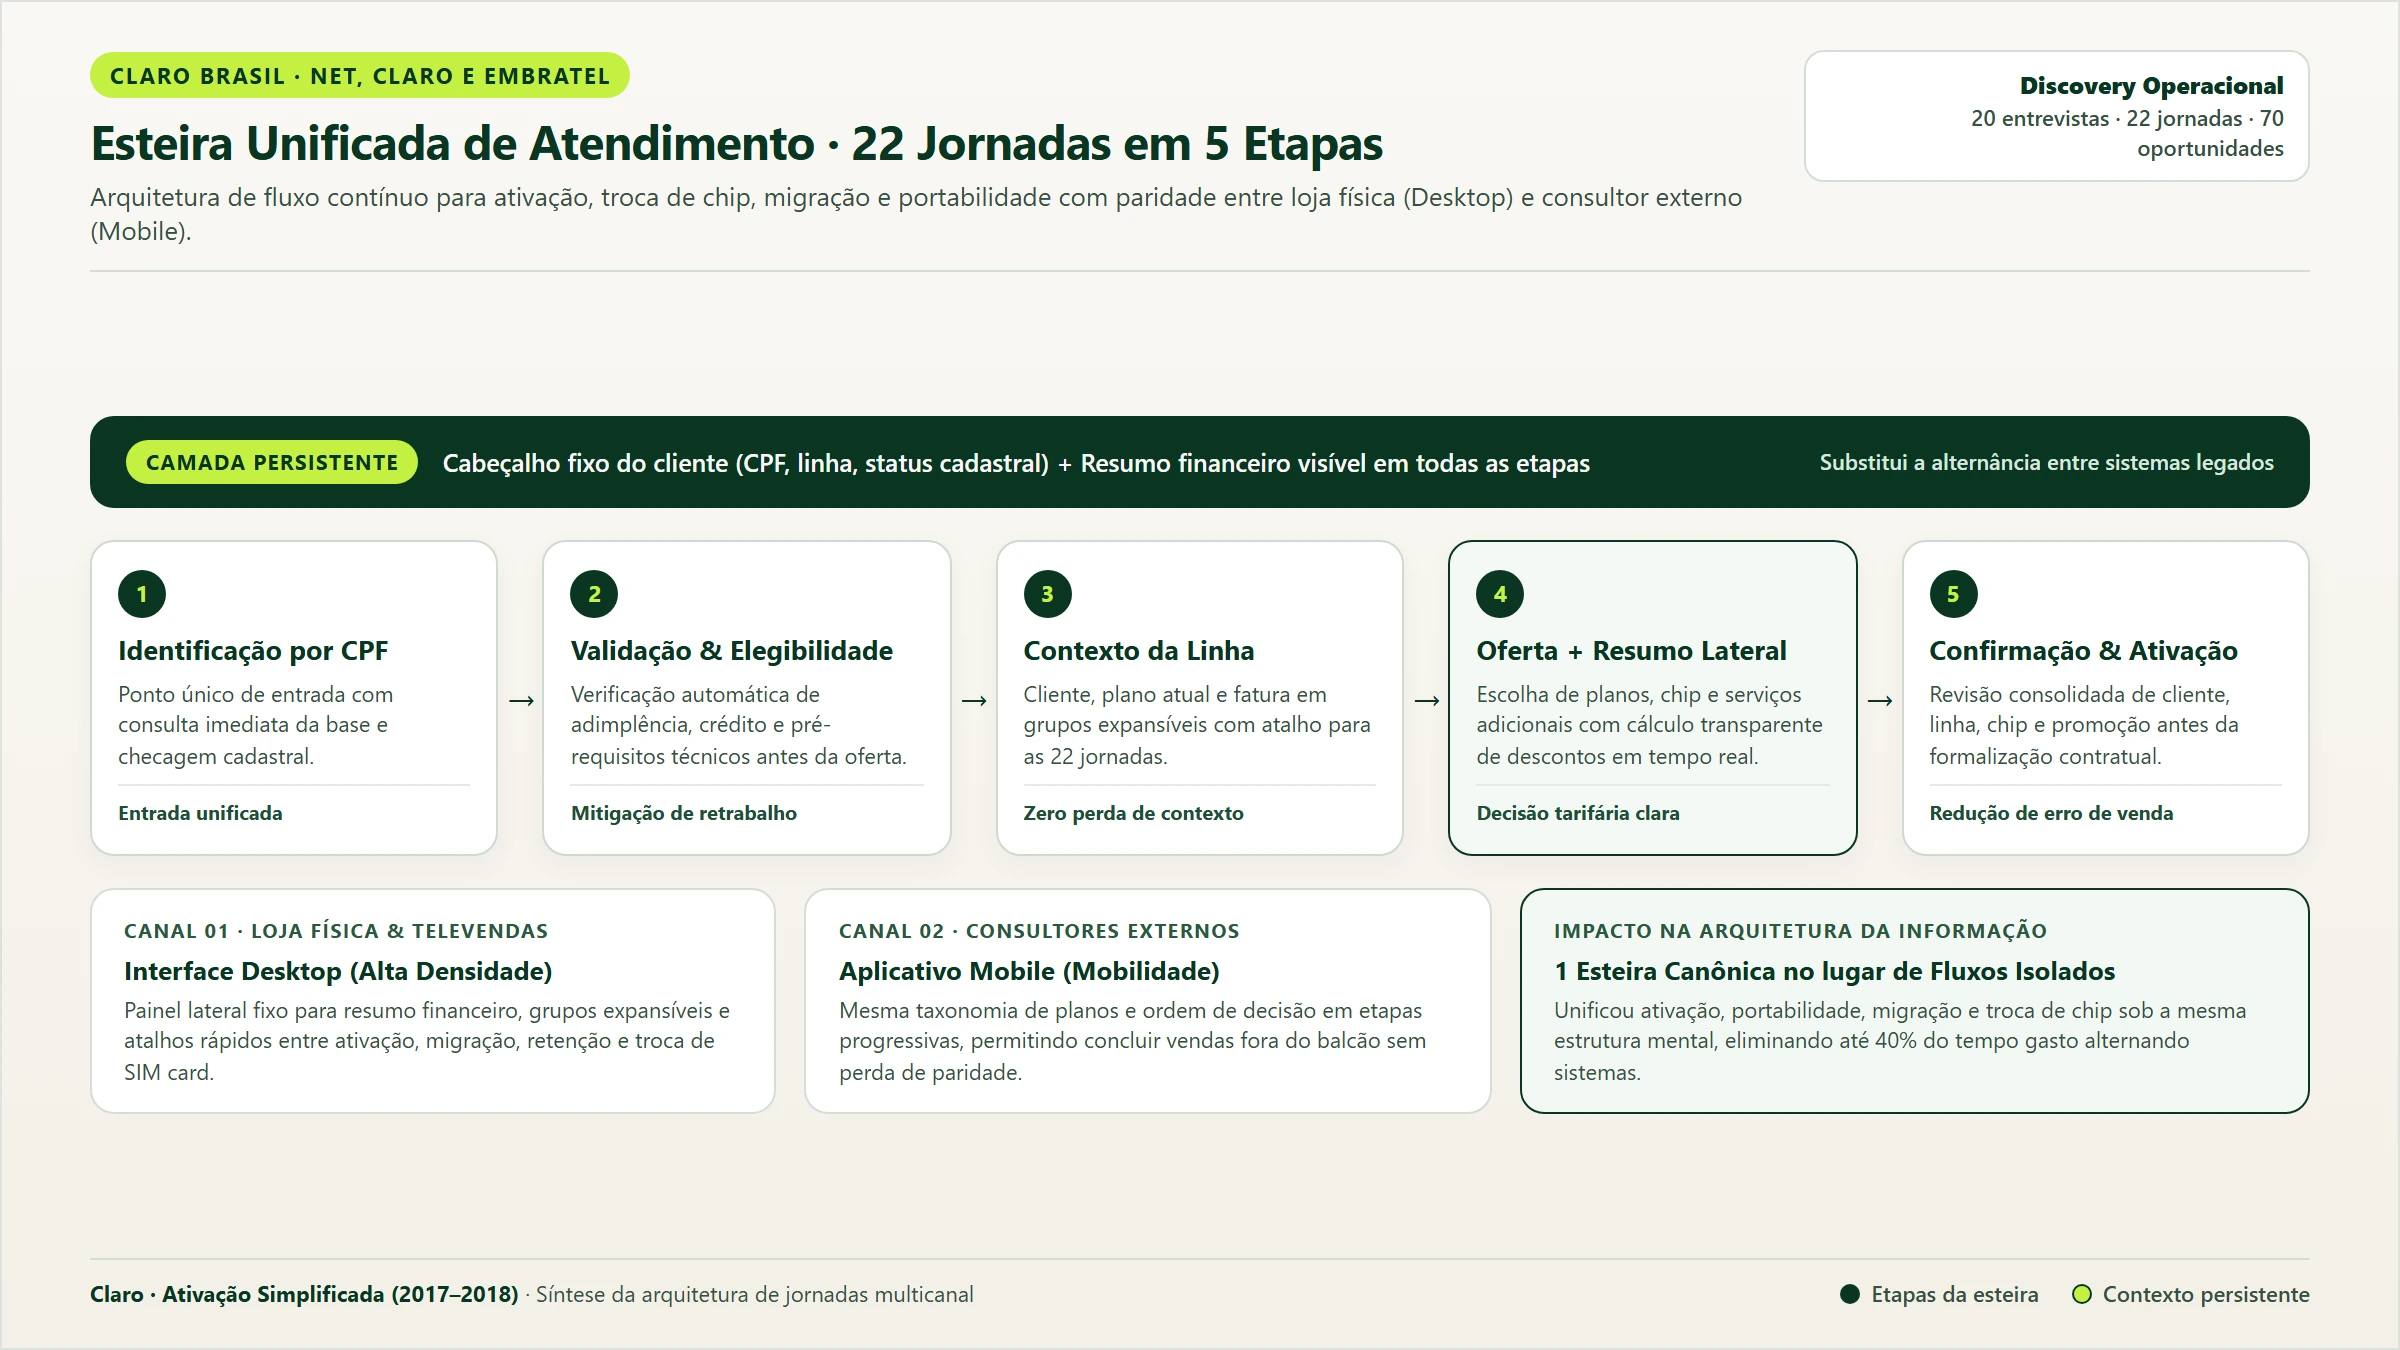 CLARO BRASIL · NET, CLARO E EMBRATEL
Esteira Unificada de Atendimento · 22 Jornadas em 5 Etapas
Arquitetura de fluxo contínuo para ativação, troca de chip, migração e portabilidade com paridade entre loja física (Desktop) e consultor externo
(Mobile).
Discovery Operacional
20 entrevistas · 22 jornadas · 70
oportunidades
CAMADA PERSISTENTE
Cabeçalho fixo do cliente (CPF, linha, status cadastral) + Resumo financeiro visível em todas as etapas
Substitui a alternância entre sistemas legados
1
Identificação por CPF
Ponto único de entrada com
consulta imediata da base e
checagem cadastral.
Entrada unificada
→
2
Validação & Elegibilidade
Verificação automática de
adimplência, crédito e pré-
requisitos técnicos antes da oferta.
Mitigação de retrabalho
→
3
Contexto da Linha
Cliente, plano atual e fatura em
grupos expansíveis com atalho para
as 22 jornadas.
Zero perda de contexto
→
4
Oferta + Resumo Lateral
Escolha de planos, chip e serviços
adicionais com cálculo transparente
de descontos em tempo real.
Decisão tarifária clara
→
5
Confirmação & Ativação
Revisão consolidada de cliente,
linha, chip e promoção antes da
formalização contratual.
Redução de erro de venda
CANAL 01 · LOJA FÍSICA & TELEVENDAS
Interface Desktop (Alta Densidade)
Painel lateral fixo para resumo financeiro, grupos expansíveis e
atalhos rápidos entre ativação, migração, retenção e troca de
SIM card.
CANAL 02 · CONSULTORES EXTERNOS
Aplicativo Mobile (Mobilidade)
Mesma taxonomia de planos e ordem de decisão em etapas
progressivas, permitindo concluir vendas fora do balcão sem
perda de paridade.
IMPACTO NA ARQUITETURA DA INFORMAÇÃO
1 Esteira Canônica no lugar de Fluxos Isolados
Unificou ativação, portabilidade, migração e troca de chip sob a mesma
estrutura mental, eliminando até 40% do tempo gasto alternando
sistemas.
Claro · Ativação Simplificada (2017–2018) · Síntese da arquitetura de jornadas multicanal
Etapas da esteira
Contexto persistente